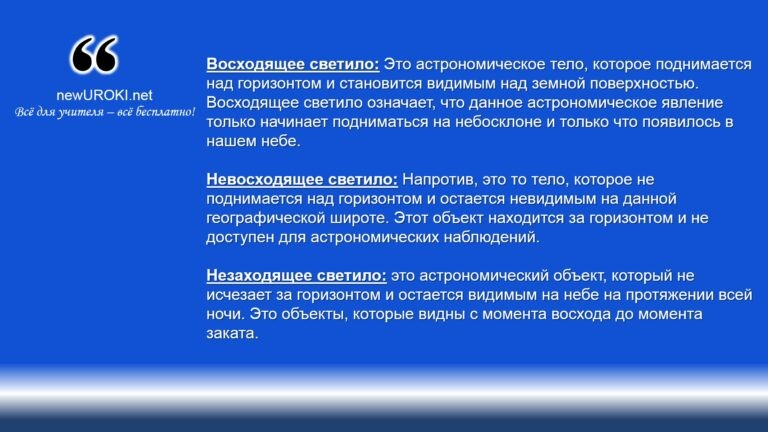 newUROKI.net
Всё для учителя – всё бесплатно!
Восходящее светило: Это астрономическое тело, которое поднимается
над горизонтом и становится видимым над земной поверхностью.
Восходящее светило означает, что данное астрономическое явление
только начинает подниматься на небосклоне и только что появилось в
нашем небе.
Невосходящее светило: Напротив, это то тело, которое не
поднимается над горизонтом и остается невидимым на данной
географической широте. Этот объект находится за горизонтом и не
доступен для астрономических наблюдений.
Незаходящее светило: это астрономический объект, который не
исчезает за горизонтом и остается видимым на небе на протяжении всей
ночи. Это объекты, которые видны с момента восхода до момента
заката.